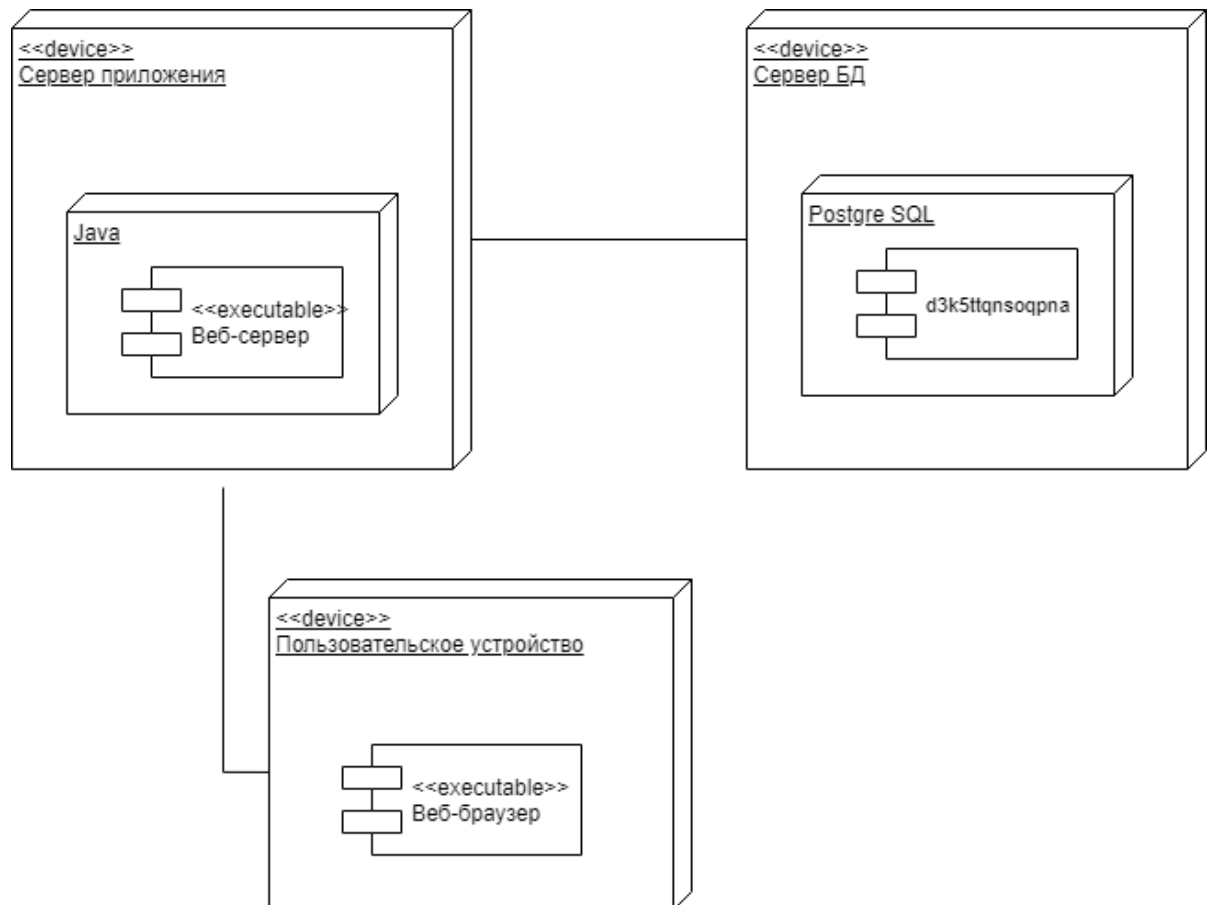 <<device>>
Сервер приложения
Java
<<executable>>
Веб-сервер
<<device>>
Сервер БД
Postgre SQL
d3k5ttqnsoqpna
<<device>>
Пользовательское устройство
<<executable>>
Веб-браузер